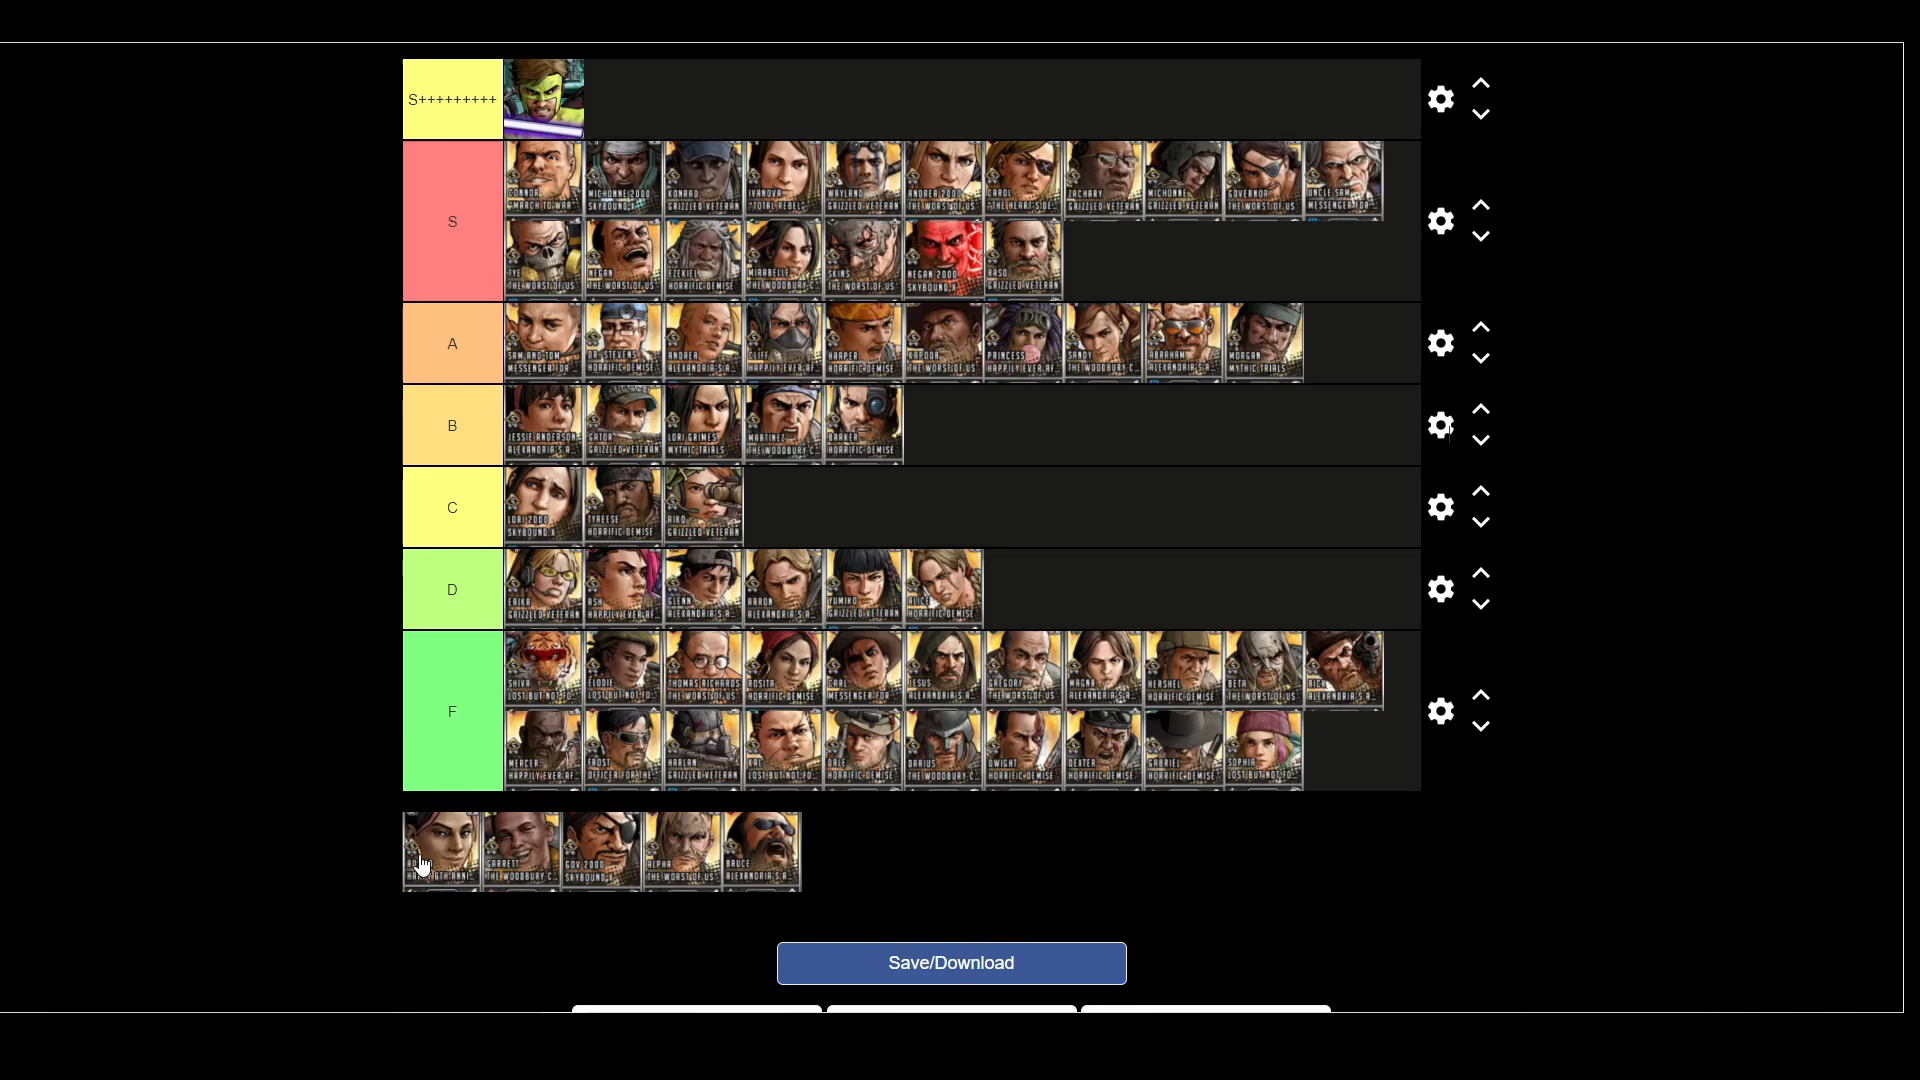 S+++++++++
S
CONNOR
MARCH TO WAR
MICHONNE 2000
SKYBOUND X
KONRAD
GRIZZLED VETERAN
IVANOVA
TOTAL REBEL
WAYLAND
GRIZZLED VETERAN
ANDREA 2000
THE WORST OF US
CAROL
THE HEART'S DE...
ZACHARY
GRIZZLED VETERAN
MICHONNE
GRIZZLED VETERAN
GOVERNOR
THE WORST OF US
UNCLE SAM
MESSENGER FOR...
TYE
THE WORST OF US
NEGAN
THE WORST OF US
EZEKIEL
HORRIFIC DEMISE
MIRABELLE
THE WOODBURY C...
SKINS
THE WORST OF US
NEGAN 2000
SKYBOUND X
RASO
GRIZZLED VETERAN
A
SAM AND TOM
MESSENGER FOR
DR. STEVENS
HORRIFIC DEMISE
ANDREA
ALEXANDRIA'S A...
CLIFF
HAPPILY EVER AF...
HARPER
HORRIFIC DEMISE
KAPOOR
THE WORST OF US
PRINCESS
HAPPILY EVER AF...
SANDY
THE WOODBURY C...
ABRAHAM
ALEXANDRIA'S A...
MORGAN
MYTHIC TRIALS
B
JESSIE ANDERSON
ALEXANDRIA'S A...
GATOR
GRIZZLED VETERAN
LORI GRIMES
MYTHIC TRIALS
MARTINEZ
THE WOODBURY C...
BARKER
HORRIFIC DEMISE
C
LORI 2000
SKYBOUND X
TYREESE
HORRIFIC DEMISE
AIKO
GRIZZLED VETERAN
D
ERIKA
GRIZZLED VETERAN
ASH
HAPPILY EVER AF...
GLENN
ALEXANDRIA'S A...
AARON
ALEXANDRIA'S A...
YUMIKO
GRIZZLED VETERAN
ALICE
HORRIFIC DEMISE
F
SHIVA
LOST BUT NOT FO...
ELODIE
LOST BUT NOT FO...
THOMAS RICHARDS
THE WORST OF US
ROSITA
HORRIFIC DEMISE
CARL
MESSENGER FOR
JESUS
ALEXANDRIA'S A...
GREGORY
THE WORST OF US
MAGNA
ALEXANDRIA'S A...
HERSHEL
HORRIFIC DEMISE
BETA
THE WORST OF US
RICK
ALEXANDRIA'S A...
MERCER
HAPPILY EVER AF...
FROST
OFFICER FOR THE...
HARLAN
GRIZZLED VETERAN
KAL
LOST BUT NOT FO...
DALE
HORRIFIC DEMISE
DARIUS
THE WOODBURY C...
DWIGHT
HORRIFIC DEMISE
DEXTER
HORRIFIC DEMISE
GABRIEL
HORRIFIC DEMISE
SOPHIA
LOST BUT NOT FO...
GARRETT
THE WOODBURY C...
GOV 2000
SKYBOUND X
ALPHA
THE WORST OF US
BRUCE
ALEXANDRIA'S A...
Save/Download